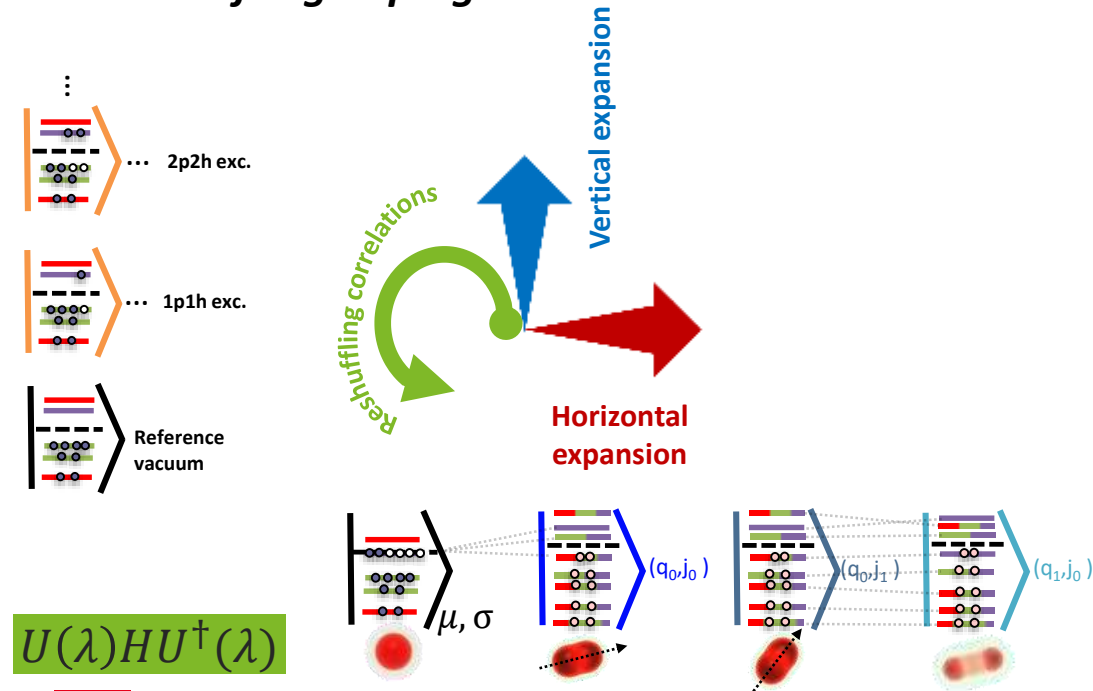 ⋮
2p2h exc.
...
1p1h exc.
...
Reference
vacuum
Vertical expansion
Reshuffling correlations
Horizontal
expansion
μ, σ
(q₀,j₀ )
(q₀,j₁ )
(q₁,j₀ )
U(λ)HU†(λ)